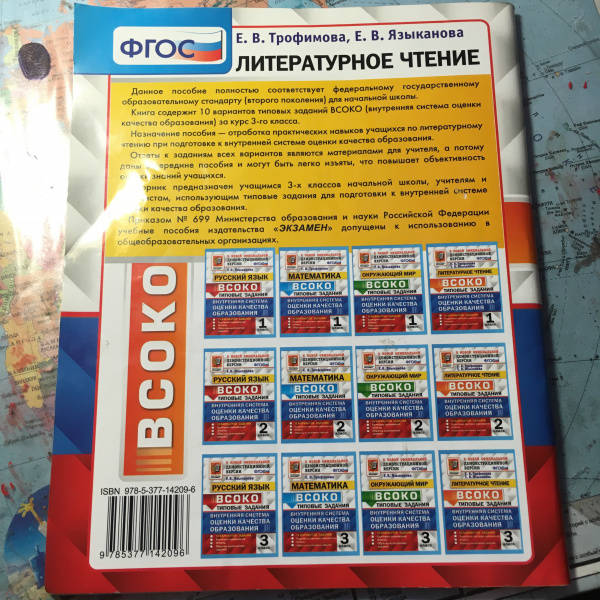 ФГОС
Е. В. Трофимова, Е. В. Языканова
ЛИТЕРАТУРНОЕ ЧТЕНИЕ
Данное пособие полностью соответствует федеральному государственному
образовательному стандарту (второго поколения) для начальной школы.
Книга содержит 10 вариантов типовых заданий ВСОКО (внутренняя система оценки
качества образования) за курс 3-го класса.
Назначение пособия — отработка практических навыков учащихся по литературному
чтению при подготовке к внутренней системе оценки качества образования.
Ответы к заданиям всех вариантов являются материалами для учителя, а потому
даны середине пособия и могут быть легко изъяты, что повышает объективность
знаний учащихся.
орник предназначен учащимся 3-х классов начальной школы, учителям и
истам, использующим типовые задания для подготовки к внутренней системе
ки качества образования.
Приказом № 699 Министерства образования и науки Российской Федерации
учебные пособия издательства «ЭКЗАМЕН» допущены к использованию в
общеобразовательных организациях.
ВСОКО
РУССКИЙ ЯЗЫК МАТЕМАТИКА ОКРУЖАЮЩИЙ МИР ЛИТЕРАТУРНОЕ ЧТЕНИЕ
ВСОКО ВСОКО ВСОКО ВСОКО
ТИПОВЫЕ ЗАДАНИЯ ТИПОВЫЕ ЗАДАНИЯ ТИПОВЫЕ ЗАДАНИЯ ТИПОВЫЕ ЗАДАНИЯ
ВНУТРЕННЯЯ СИСТЕМА ВНУТРЕННЯЯ СИСТЕМА ВНУТРЕННЯЯ СИСТЕМА ВНУТРЕННЯЯ СИСТЕМА
ОЦЕНКИ КАЧЕСТВА ОЦЕНКИ КАЧЕСТВА ОЦЕНКИ КАЧЕСТВА ОЦЕНКИ КАЧЕСТВА
ОБРАЗОВАНИЯ ОБРАЗОВАНИЯ ОБРАЗОВАНИЯ ОБРАЗОВАНИЯ
1 1 1 1
РУССКИЙ ЯЗЫК МАТЕМАТИКА ОКРУЖАЮЩИЙ МИР ЛИТЕРАТУРНОЕ ЧТЕНИЕ
ВСОКО ВСОКО ВСОКО ВСОКО
ТИПОВЫЕ ЗАДАНИЯ ТИПОВЫЕ ЗАДАНИЯ ТИПОВЫЕ ЗАДАНИЯ ТИПОВЫЕ ЗАДАНИЯ
ВНУТРЕННЯЯ СИСТЕМА ВНУТРЕННЯЯ СИСТЕМА ВНУТРЕННЯЯ СИСТЕМА ВНУТРЕННЯЯ СИСТЕМА
ОЦЕНКИ КАЧЕСТВА ОЦЕНКИ КАЧЕСТВА ОЦЕНКИ КАЧЕСТВА ОЦЕНКИ КАЧЕСТВА
ОБРАЗОВАНИЯ ОБРАЗОВАНИЯ ОБРАЗОВАНИЯ ОБРАЗОВАНИЯ
2 2 2 2
РУССКИЙ ЯЗЫК МАТЕМАТИКА ОКРУЖАЮЩИЙ МИР ЛИТЕРАТУРНОЕ ЧТЕНИЕ
ВСОКО ВСОКО ВСОКО ВСОКО
ТИПОВЫЕ ЗАДАНИЯ ТИПОВЫЕ ЗАДАНИЯ ТИПОВЫЕ ЗАДАНИЯ ТИПОВЫЕ ЗАДАНИЯ
ВНУТРЕННЯЯ СИСТЕМА ВНУТРЕННЯЯ СИСТЕМА ВНУТРЕННЯЯ СИСТЕМА ВНУТРЕННЯЯ СИСТЕМА
ОЦЕНКИ КАЧЕСТВА ОЦЕНКИ КАЧЕСТВА ОЦЕНКИ КАЧЕСТВА ОЦЕНКИ КАЧЕСТВА
ОБРАЗОВАНИЯ ОБРАЗОВАНИЯ ОБРАЗОВАНИЯ ОБРАЗОВАНИЯ
3 3 3 3
ISBN 978-5-377-14209-6
9 785377 142096